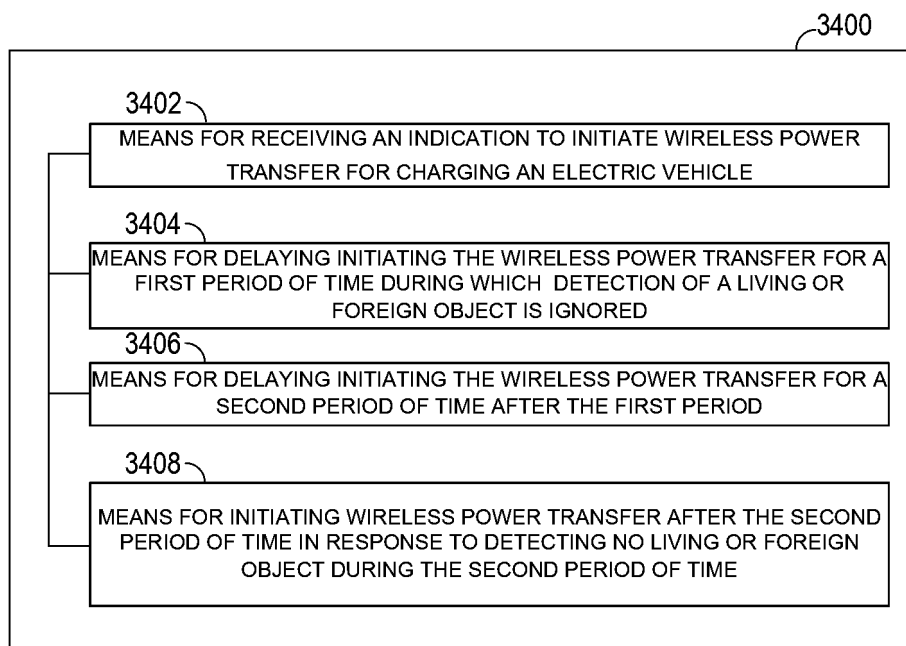 3400
3402
MEANS FOR RECEIVING AN INDICATION TO INITIATE WIRELESS POWER
TRANSFER FOR CHARGING AN ELECTRIC VEHICLE
3404
MEANS FOR DELAYING INITIATING THE WIRELESS POWER TRANSFER FOR A
FIRST PERIOD OF TIME DURING WHICH DETECTION OF A LIVING OR
FOREIGN OBJECT IS IGNORED
3406
MEANS FOR DELAYING INITIATING THE WIRELESS POWER TRANSFER FOR A
SECOND PERIOD OF TIME AFTER THE FIRST PERIOD
3408
MEANS FOR INITIATING WIRELESS POWER TRANSFER AFTER THE SECOND
PERIOD OF TIME IN RESPONSE TO DETECTING NO LIVING OR FOREIGN
OBJECT DURING THE SECOND PERIOD OF TIME